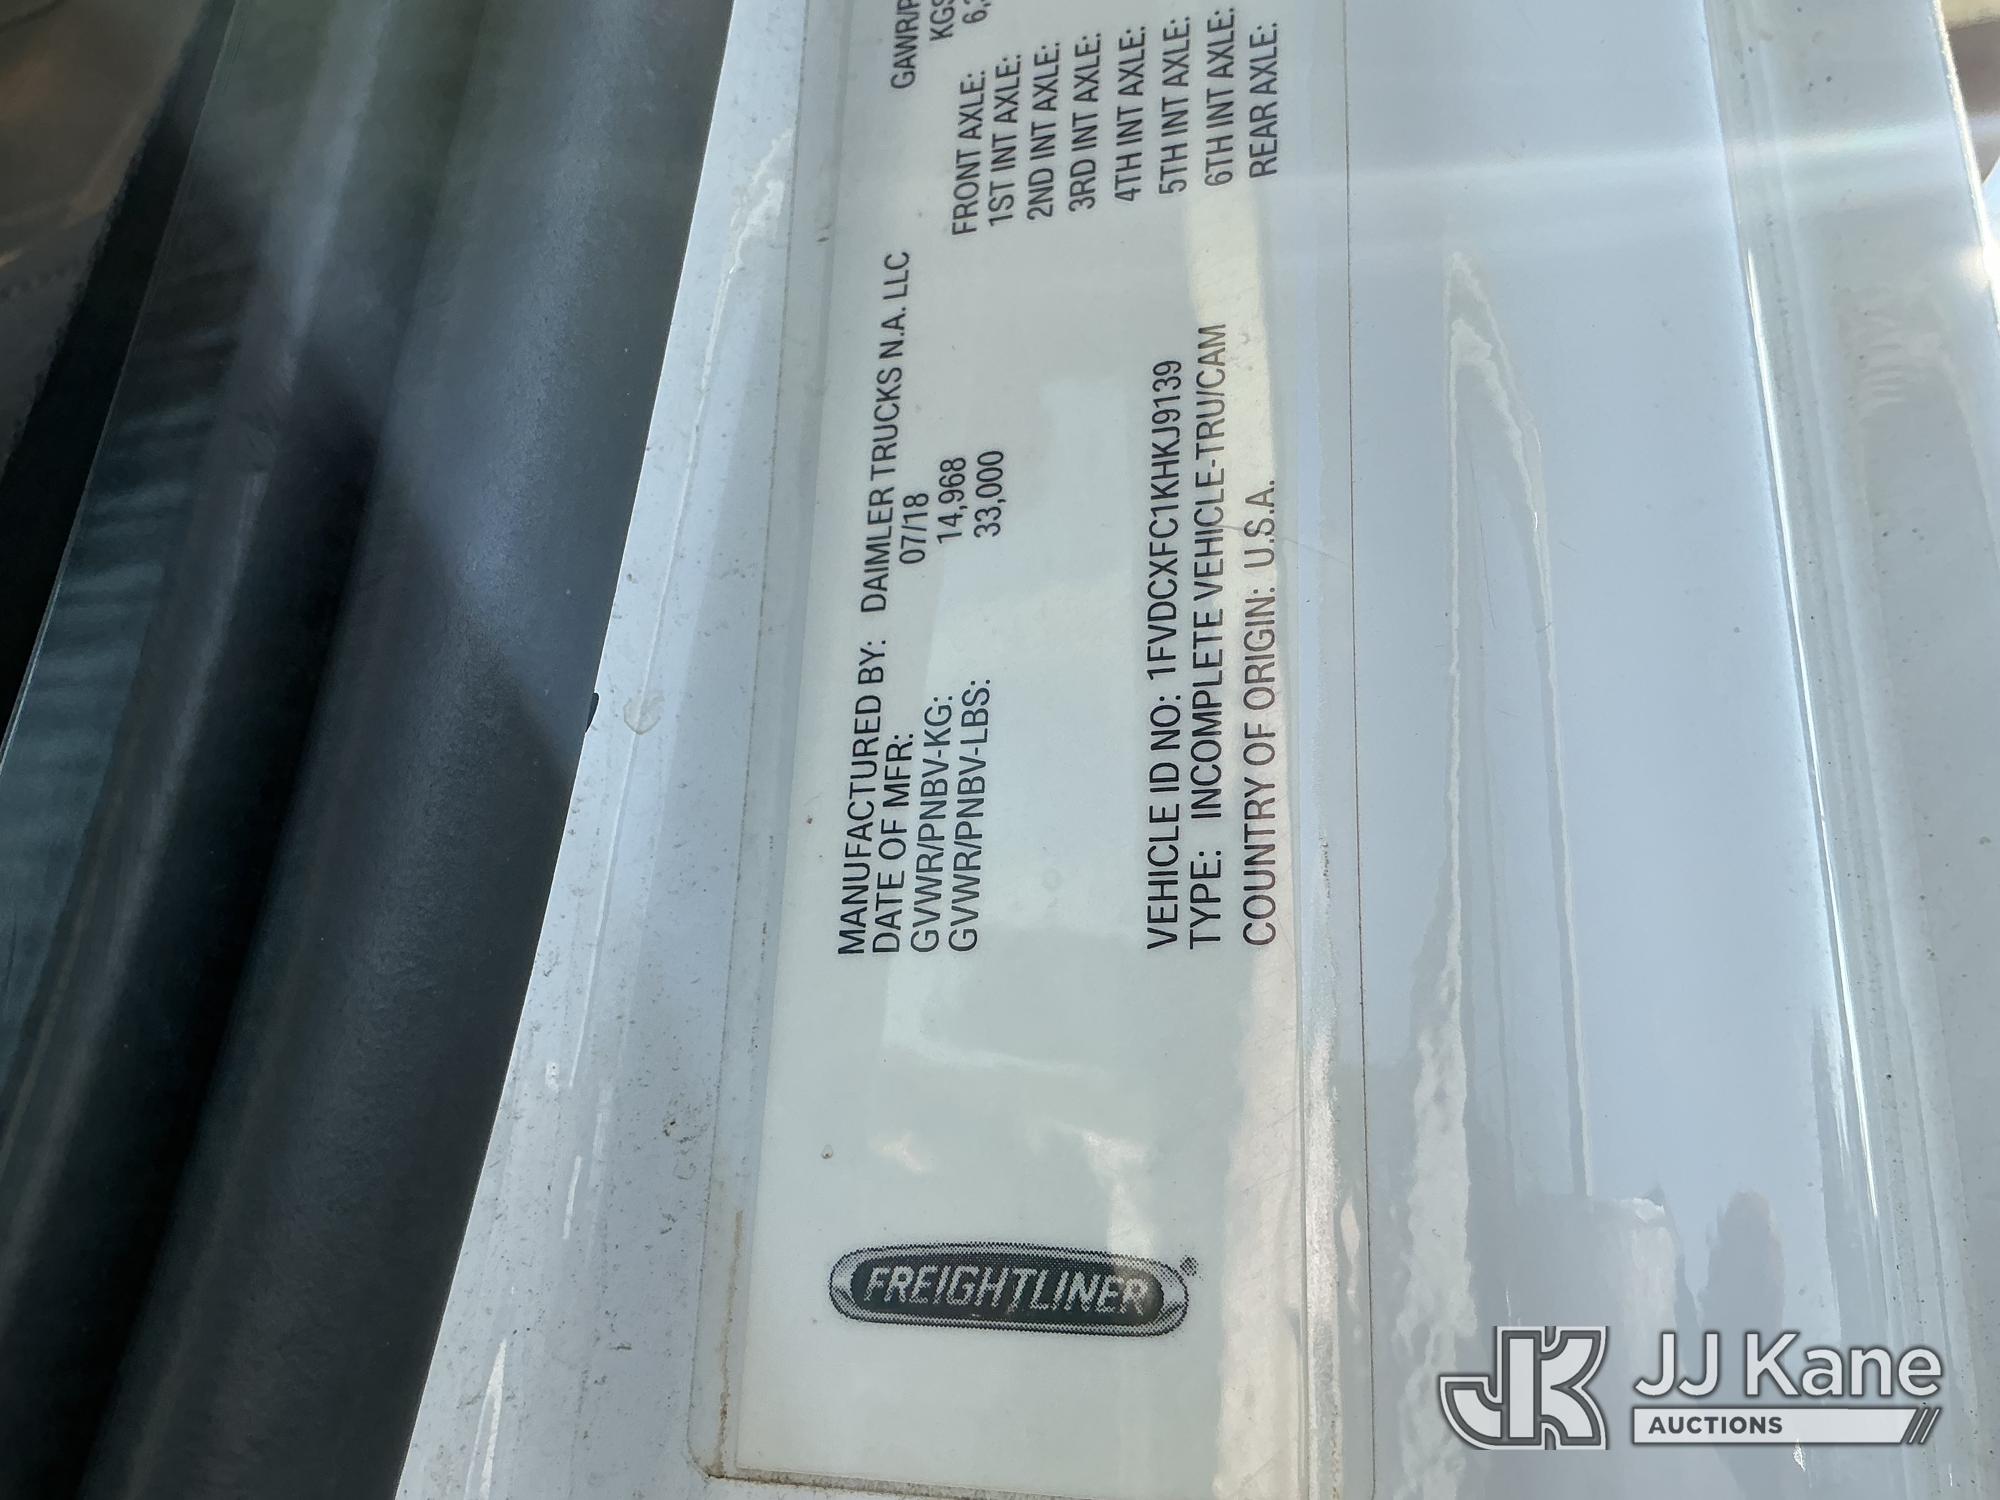 FREIGHTLINER
MANUFACTURED BY: DAIMLER TRUCKS N.A. LLC
DATE OF MFR: 07/18
GVWR/PNBV-KG: 14,968
GVWR/PNBV-LBS: 33,000
VEHICLE ID NO: 1FVDCXFC1KHKJ9139
TYPE: INCOMPLETE VEHICLE-TRU/CAM
COUNTRY OF ORIGIN: U.S.A.
FRONT AXLE:
1ST INT AXLE:
2ND INT AXLE:
3RD INT AXLE:
4TH INT AXLE:
5TH INT AXLE:
6TH INT AXLE:
REAR AXLE:
JK JJ Kane
AUCTIONS